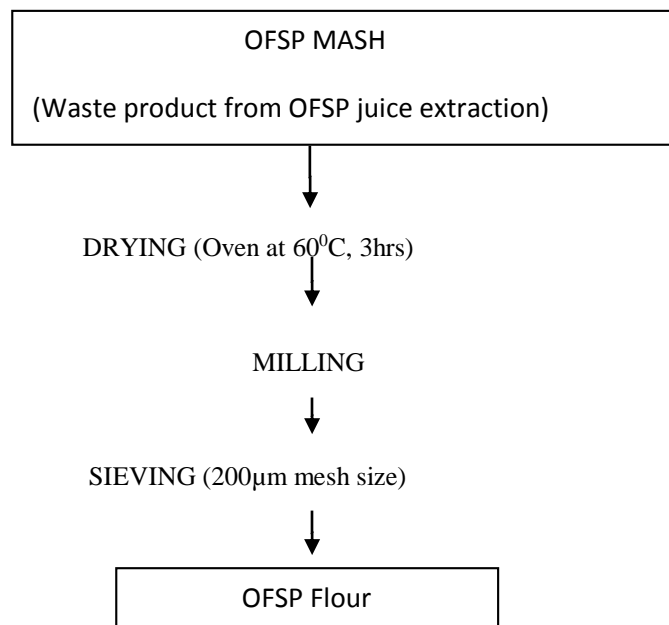 OFSP MASH
(Waste product from OFSP juice extraction)
DRYING (Oven at 60⁰C, 3hrs)
MILLING
SIEVING (200µm mesh size)
OFSP Flour